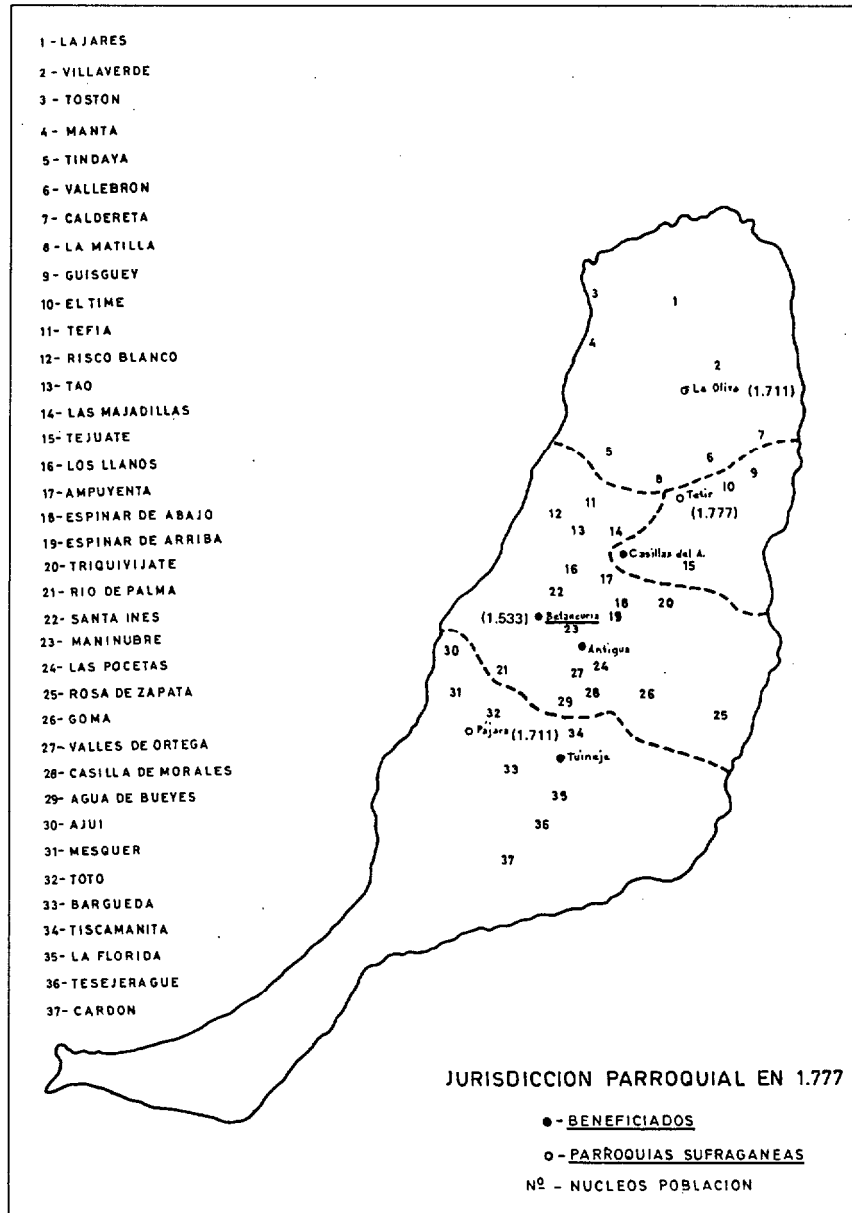 1 - LAJARES
2 - VILLAVERDE
3 - TOSTON
4 - MANTA
5 - TINDAYA
6 - VALLEBRON
7 - CALDERETA
8 - LA MATILLA
9 - GUISGUEY
10- EL TIME
11- TEFIA
12- RISCO BLANCO
13- TAO
14- LAS MAJADILLAS
15- TEJUATE
16- LOS LLANOS
17- AMPUYENTA
18- ESPINAR DE ABAJO
19- ESPINAR DE ARRIBA
20- TRIQUIVIJATE
21- RIO DE PALMA
22- SANTA INES
23- MANINUBRE
24- LAS POCETAS
25- ROSA DE ZAPATA
26- GOMA
27- VALLES DE ORTEGA
28- CASILLA DE MORALES
29- AGUA DE BUEYES
30- AJUI
31- MESQUER
32- TOTO
33- BARGUEDA
34- TISCAMANITA
35- LA FLORIDA
36- TESEJERAGUE
37- CARDON
3
1
4
2
La Oliva (1.711)
7
5
6
8
9
10
Tetir
(1.777)
11
12
13
14
Casillas del A.
15
16
17
22
18
20
(1.533)
Betancuria
19
23
Antigua
30
21
27
24
31
28
26
29
32
25
Pájara (1.711)
34
Tuineje
33
35
36
37
JURISDICCION PARROQUIAL EN 1.777
● - BENEFICIADOS
o - PARROQUIAS SUFRAGANEAS
Nº - NUCLEOS POBLACION